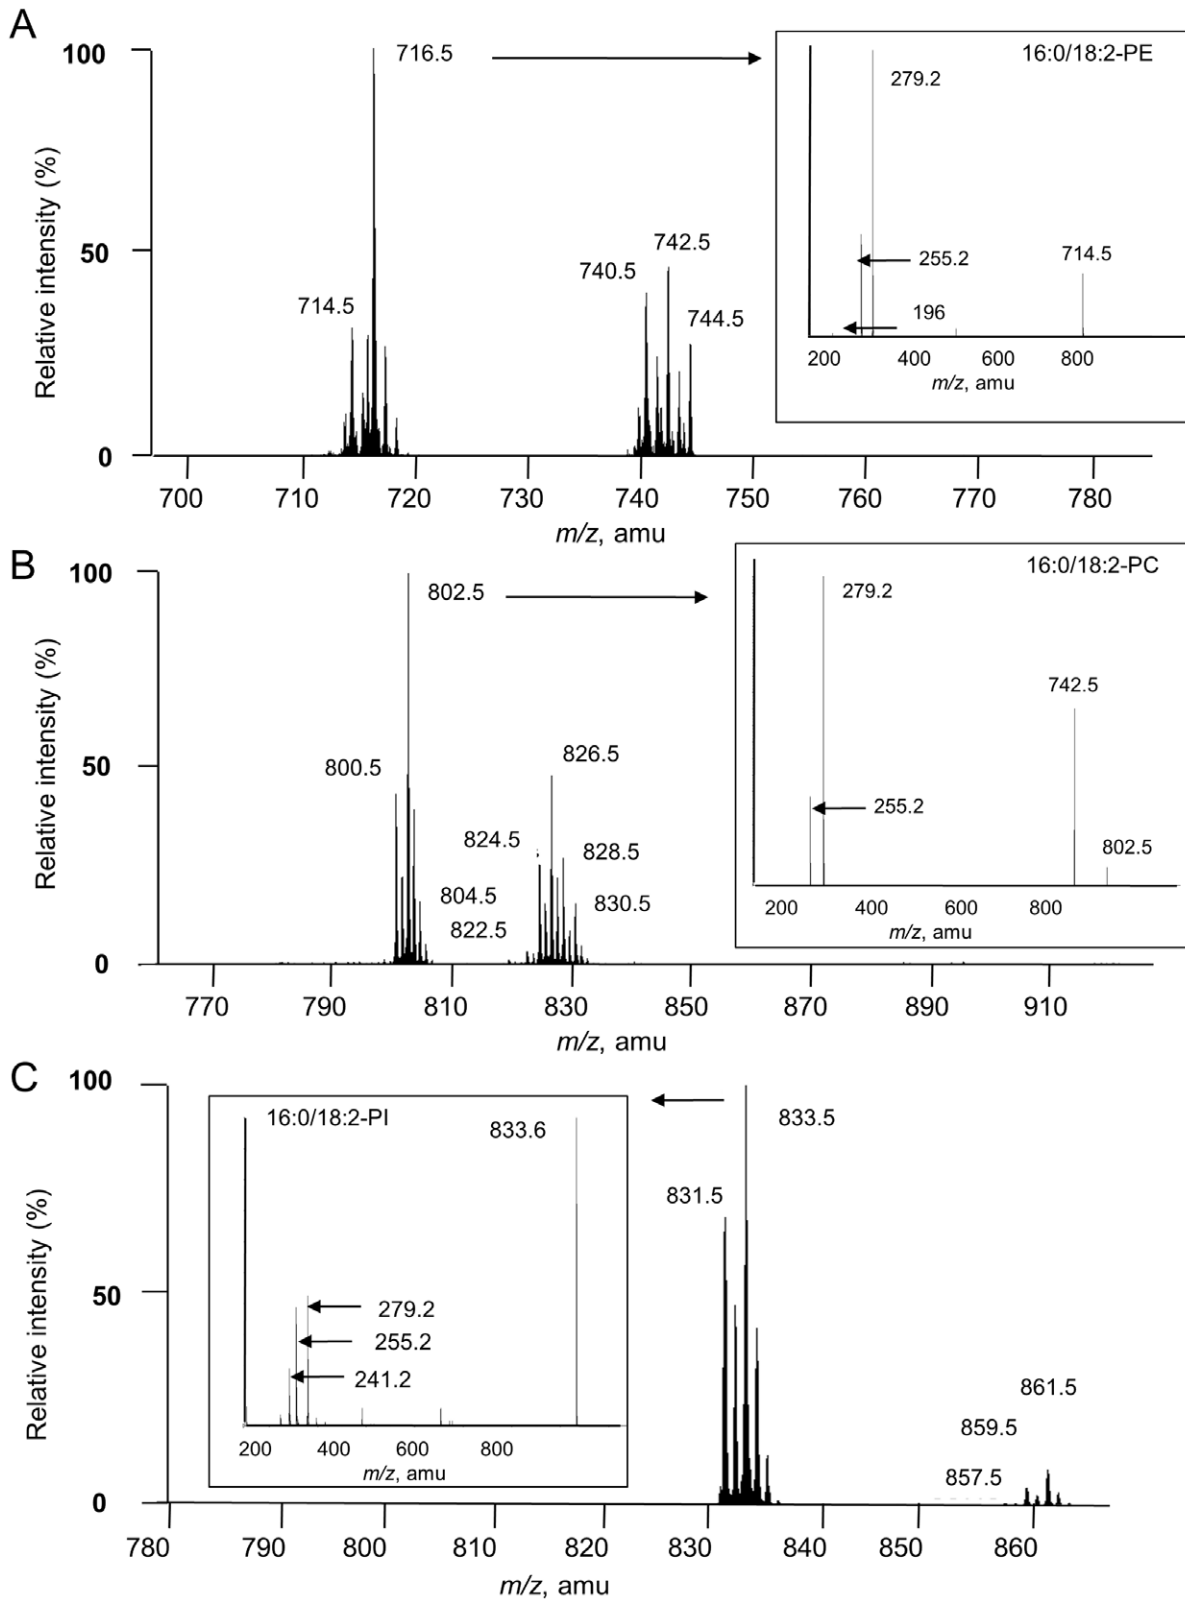 A
100
716.5
16:0/18:2-PE
279.2
742.5
740.5
50
714.5
744.5
255.2
714.5
196
Relative intensity (%)
200 400 600 800
m/z, amu
0
700 710 720 730 740 750 760 770 780
m/z, amu
B
100
802.5
16:0/18:2-PC
279.2
742.5
800.5
826.5
50
255.2
824.5
828.5
802.5
804.5
830.5
822.5
Relative intensity (%)
200 400 600 800
m/z, amu
0
770 790 810 830 850 870 890 910
m/z, amu
C
100
16:0/18:2-PI
833.6
833.5
831.5
50
279.2
255.2
241.2
861.5
859.5
857.5
Relative intensity (%)
200 400 600 800
m/z, amu
0
780 790 800 810 820 830 840 850 860
m/z, amu